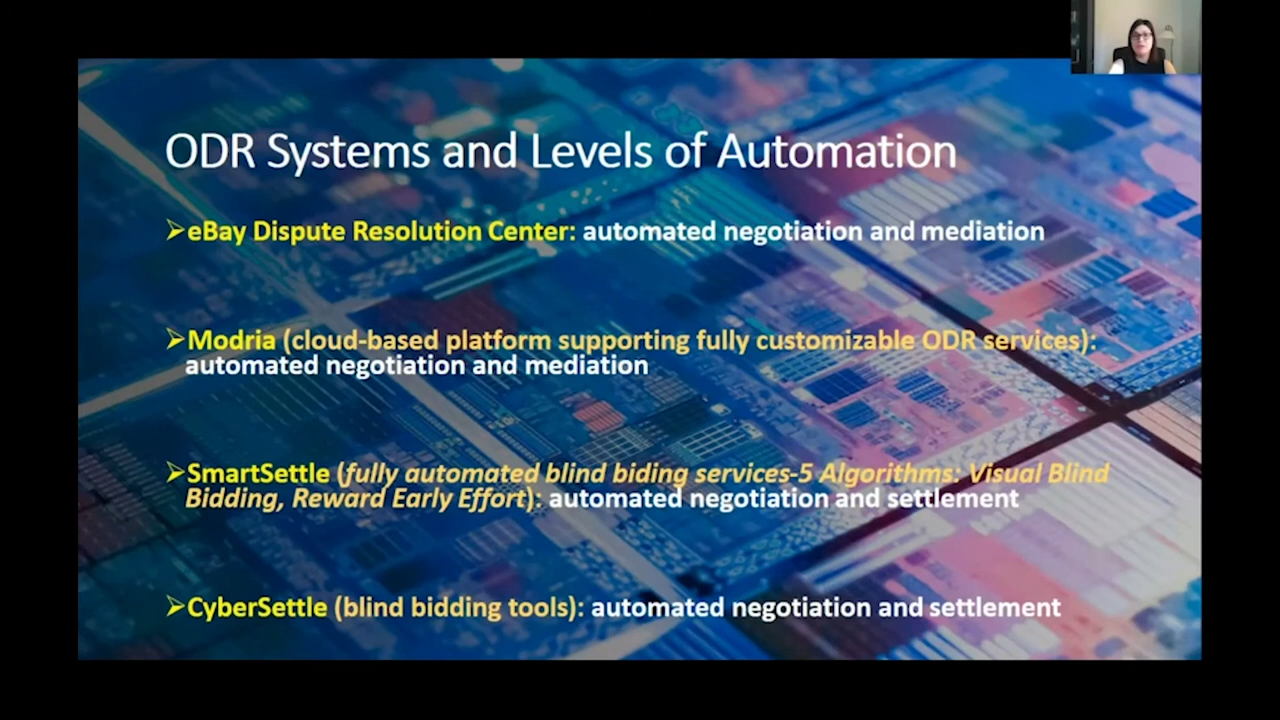 ODR Systems and Levels of Automation
➢eBay Dispute Resolution Center: automated negotiation and mediation
➢Modria (cloud-based platform supporting fully customizable ODR services):
automated negotiation and mediation
➢SmartSettle (fully automated blind biding services-5 Algorithms: Visual Blind
Bidding, Reward Early Effort): automated negotiation and settlement
➢CyberSettle (blind bidding tools): automated negotiation and settlement